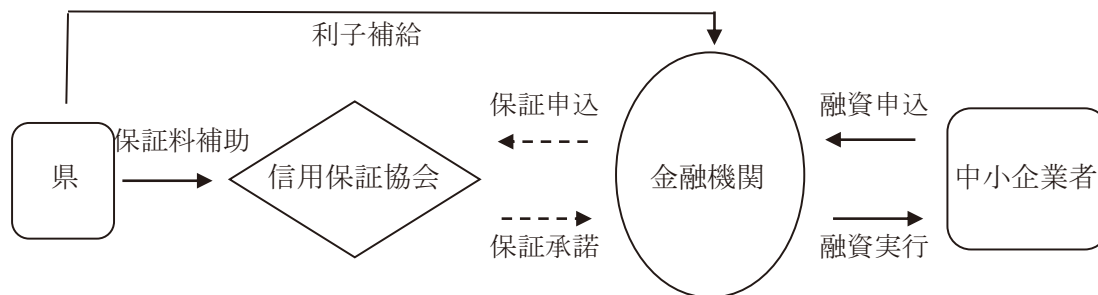 利子補給
保証申込
融資申込
保証料補助
県
信用保証協会
金融機関
中小企業者
保証承諾
融資実行